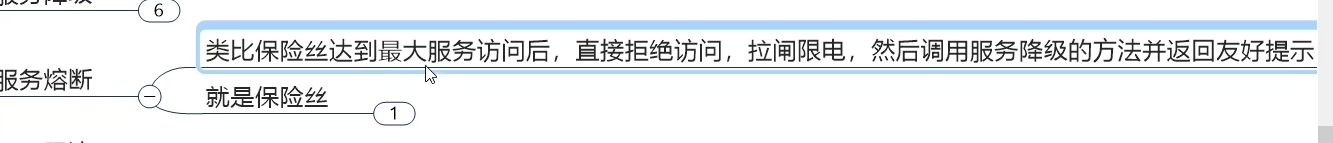 6
类比保险丝达到最大服务访问后，直接拒绝访问，拉闸限电，然后调用服务降级的方法并返回友好提示
服务熔断
就是保险丝
1